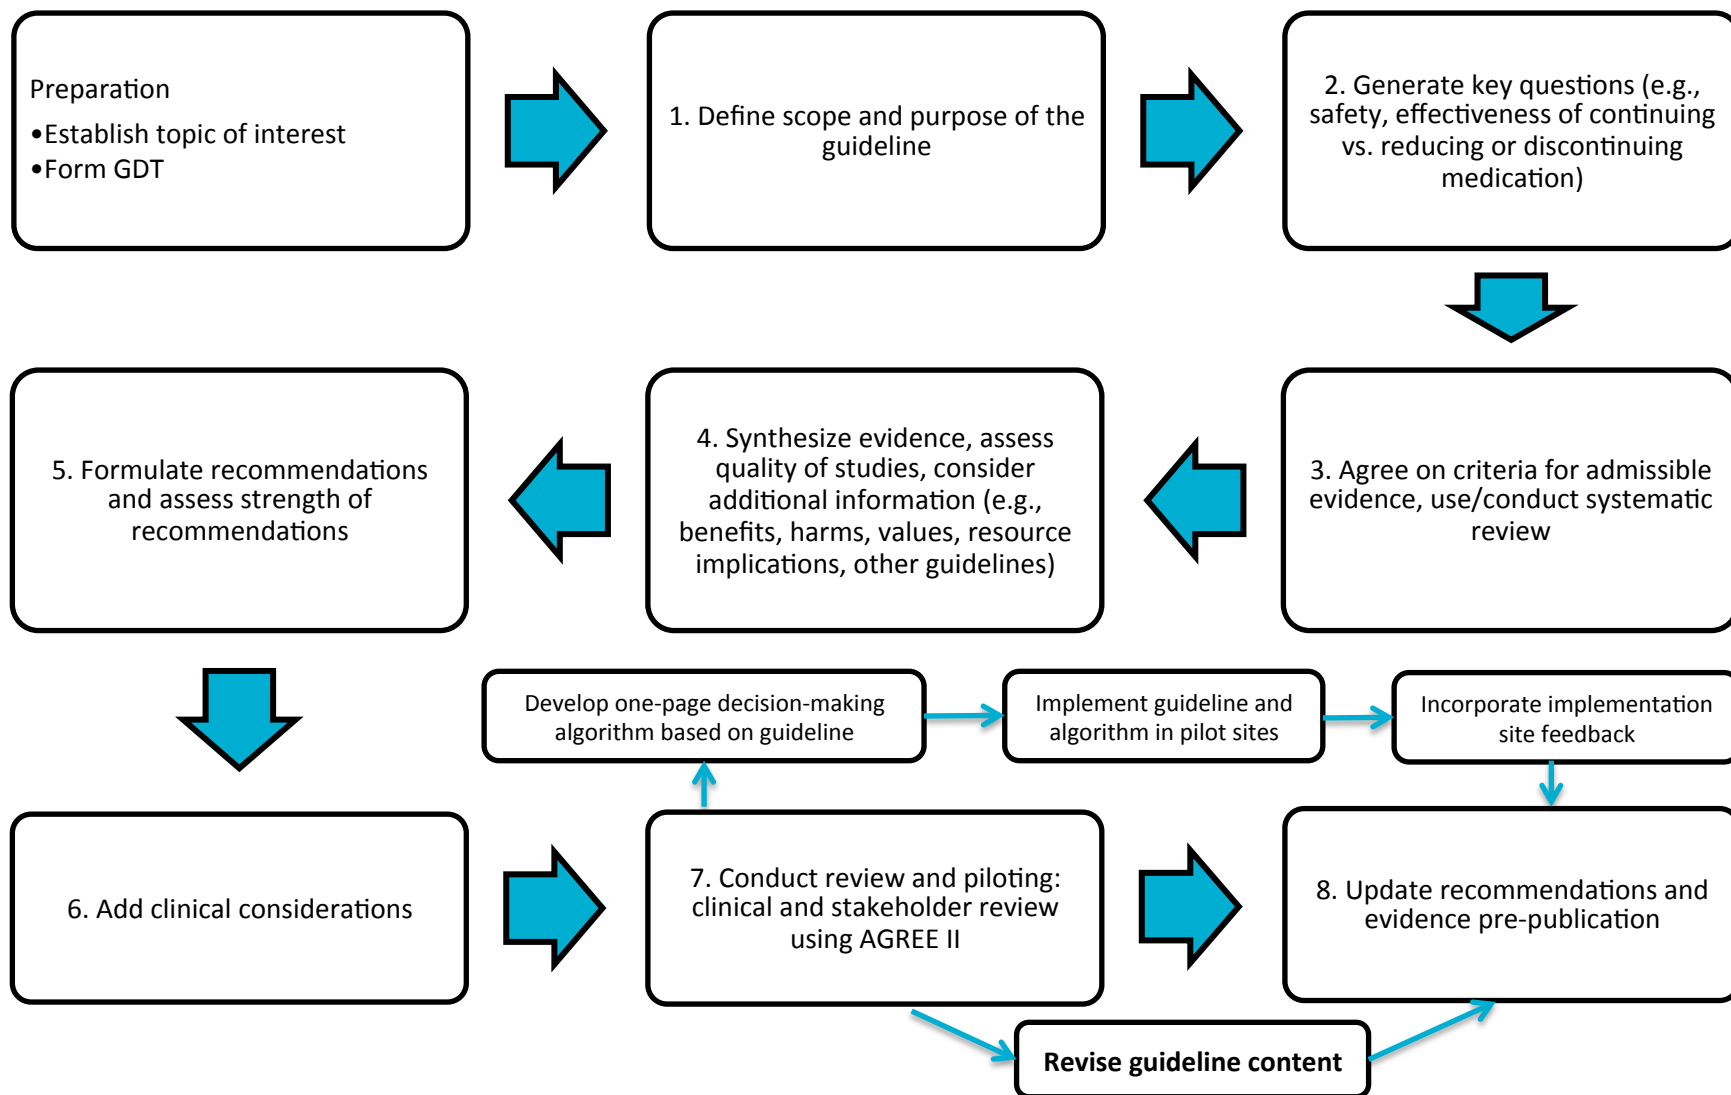 Preparation
•Establish topic of interest
•Form GDT
1. Define scope and purpose of the
guideline
2. Generate key questions (e.g.,
safety, effectiveness of continuing
vs. reducing or discontinuing
medication)
3. Agree on criteria for admissible
evidence, use/conduct systematic
review
4. Synthesize evidence, assess
quality of studies, consider
additional information (e.g.,
benefits, harms, values, resource
implications, other guidelines)
5. Formulate recommendations
and assess strength of
recommendations
6. Add clinical considerations
7. Conduct review and piloting:
clinical and stakeholder review
using AGREE II
Develop one-page decision-making
algorithm based on guideline
Implement guideline and
algorithm in pilot sites
Incorporate implementation
site feedback
8. Update recommendations and
evidence pre-publication
Revise guideline content